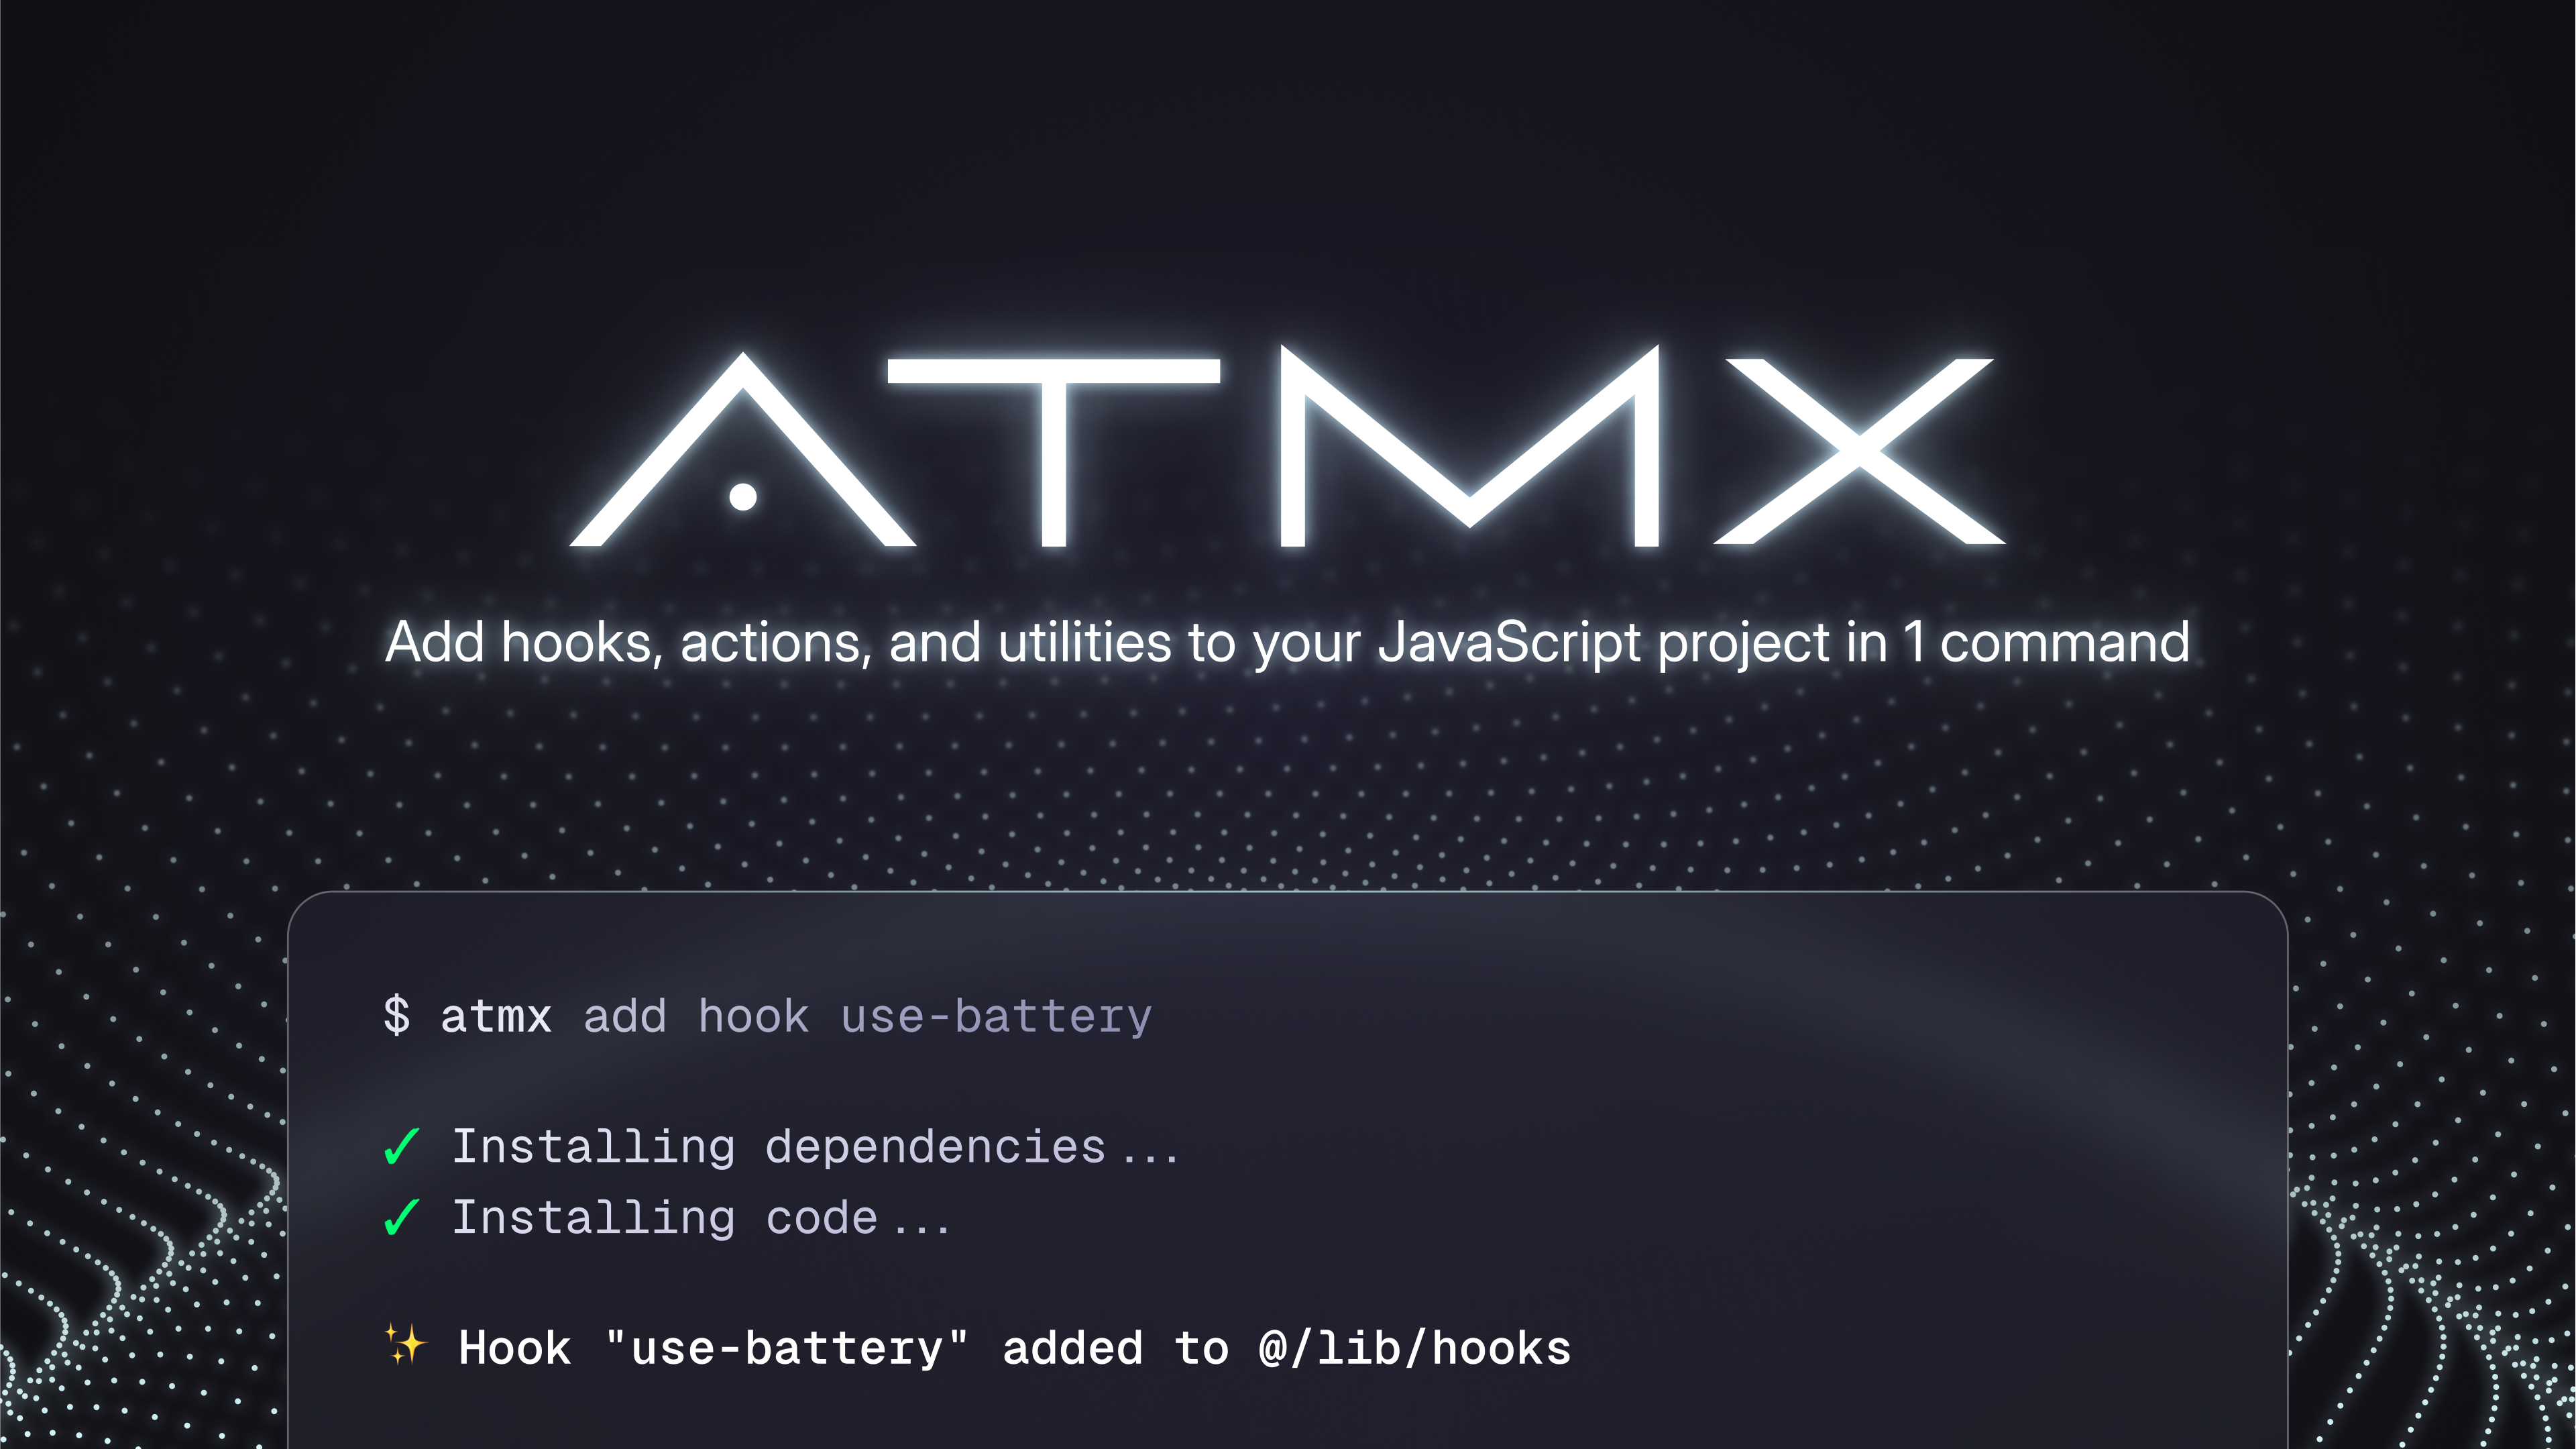 ATMX
Add hooks, actions, and utilities to your JavaScript project in 1 command
$ atmx add hook use-battery
✓ Installing dependencies...
✓ Installing code...
✨ Hook "use-battery" added to @/lib/hooks